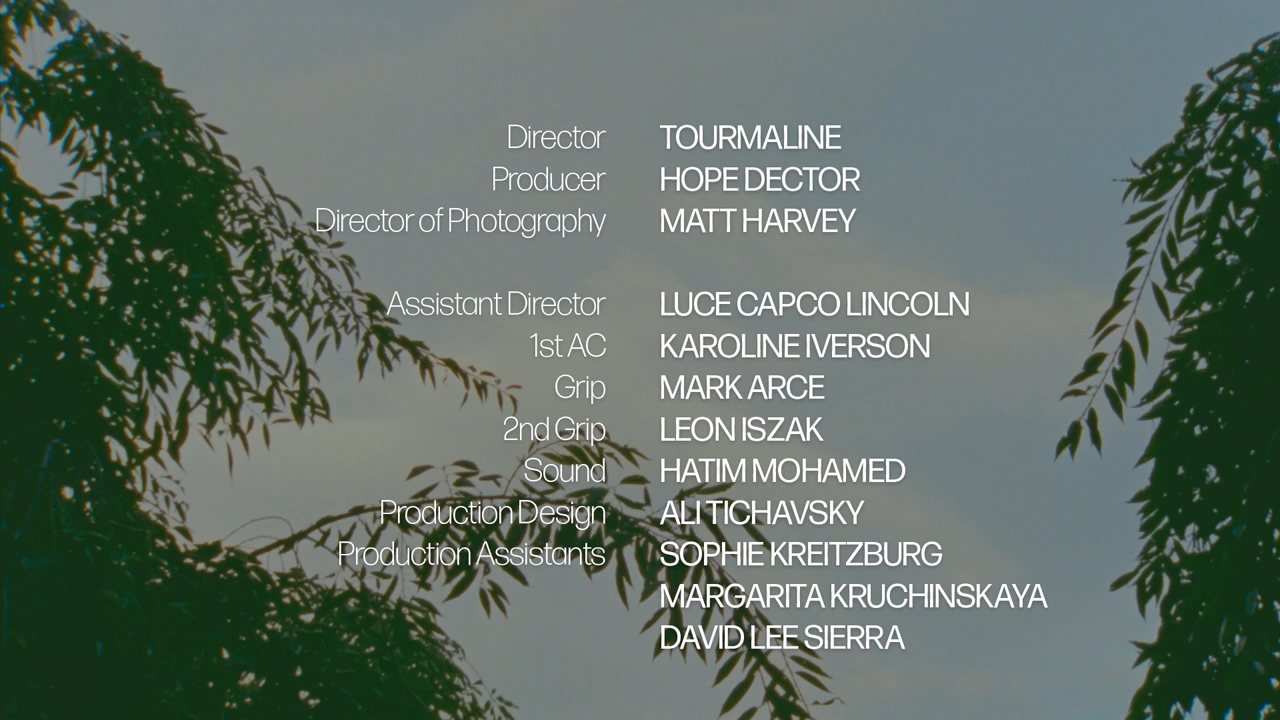 Director TOURMALINE
Producer HOPE DECTOR
Director of Photography MATT HARVEY
Assistant Director LUCE CAPCO LINCOLN
1st AC KAROLINE IVERSON
Grip MARK ARCE
2nd Grip LEON ISZAK
Sound HATIM MOHAMED
Production Design ALI TICHAVSKY
Production Assistants SOPHIE KREITZBURG
MARGARITA KRUCHINSKAYA
DAVID LEE SIERRA